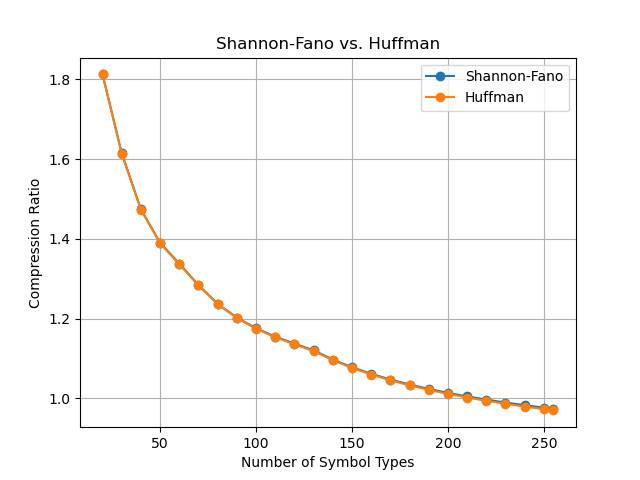 Shannon-Fano vs. Huffman
Shannon-Fano
Huffman
Compression Ratio
1.8
1.6
1.4
1.2
1.0
50
100
150
200
250
Number of Symbol Types